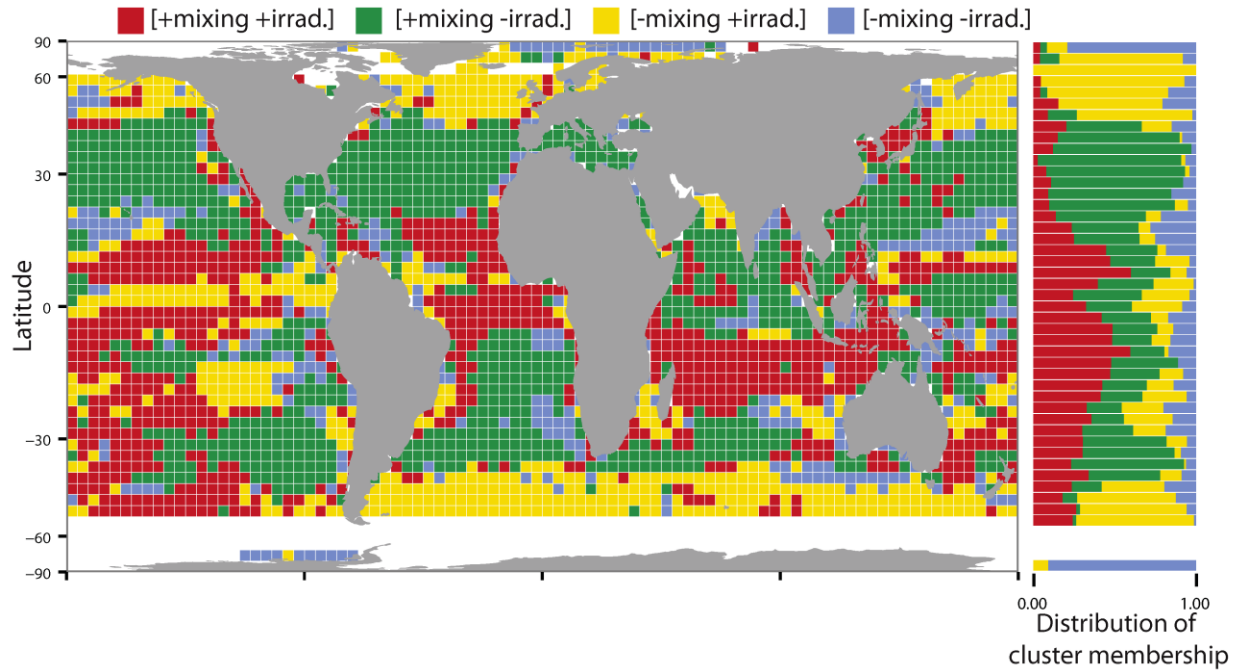 [+mixing +irrad.] [+mixing -irrad.] [-mixing +irrad.] [-mixing -irrad.]
90
60
30
0
−30
−60
−90
Latitude
0.00 1.00
Distribution of
cluster membership